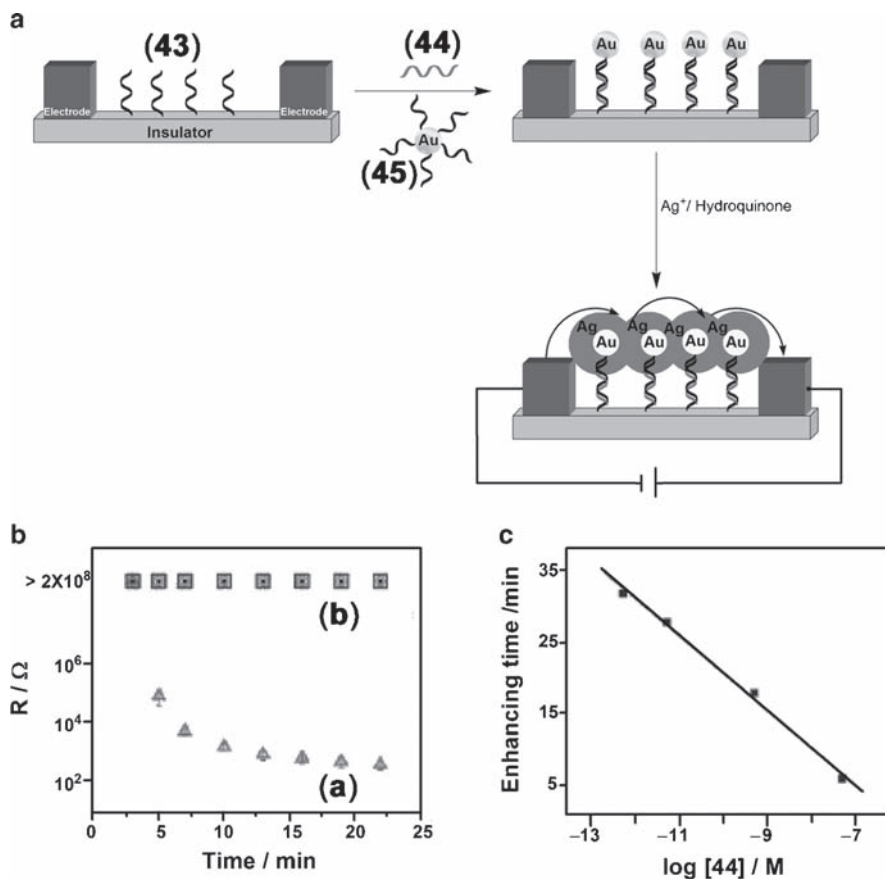 a
(43)
(44)
Electrode
Electrode
Insulator
Au
(45)
Au
Au
Au
Au
Ag⁺/ Hydroquinone
Ag
Ag
Ag
Ag
Au
Au
Au
Au
b
> 2X10⁸
10⁶
10⁴
10²
R / Ω
(b)
(a)
0
5
10
15
20
25
Time / min
c
35
25
15
5
Enhancing time /min
–13
–11
–9
–7
log [44] / M